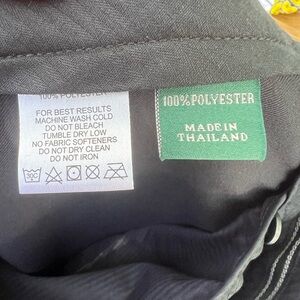 100% POLYESTER
FOR BEST RESULTS
MACHINE WASH COLD
DO NOT BLEACH
TUMBLE DRY LOW
NO FABRIC SOFTENERS
DO NOT DRY CLEAN
DO NOT IRON
30C
100% POLYESTER
MADE IN
THAILAND